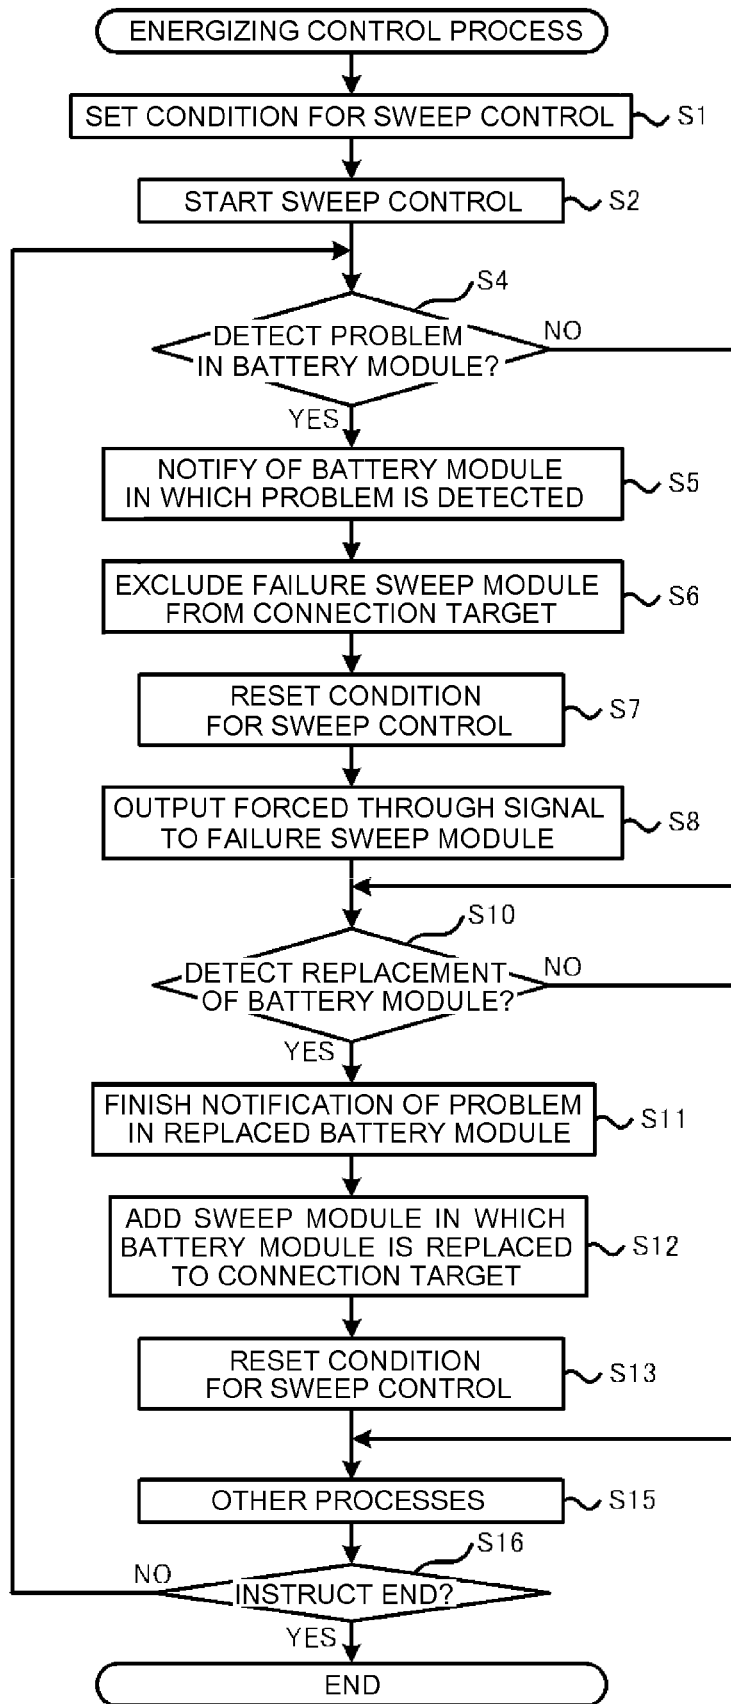 ENERGIZING CONTROL PROCESS
SET CONDITION FOR SWEEP CONTROL
S1
START SWEEP CONTROL
S2
S4
DETECT PROBLEM
IN BATTERY MODULE?
NO
YES
NOTIFY OF BATTERY MODULE
IN WHICH PROBLEM IS DETECTED
S5
EXCLUDE FAILURE SWEEP MODULE
FROM CONNECTION TARGET
S6
RESET CONDITION
FOR SWEEP CONTROL
S7
OUTPUT FORCED THROUGH SIGNAL
TO FAILURE SWEEP MODULE
S8
S10
DETECT REPLACEMENT
OF BATTERY MODULE?
NO
YES
FINISH NOTIFICATION OF PROBLEM
IN REPLACED BATTERY MODULE
S11
ADD SWEEP MODULE IN WHICH
BATTERY MODULE IS REPLACED
TO CONNECTION TARGET
S12
RESET CONDITION
FOR SWEEP CONTROL
S13
OTHER PROCESSES
S15
S16
NO
INSTRUCT END?
YES
END